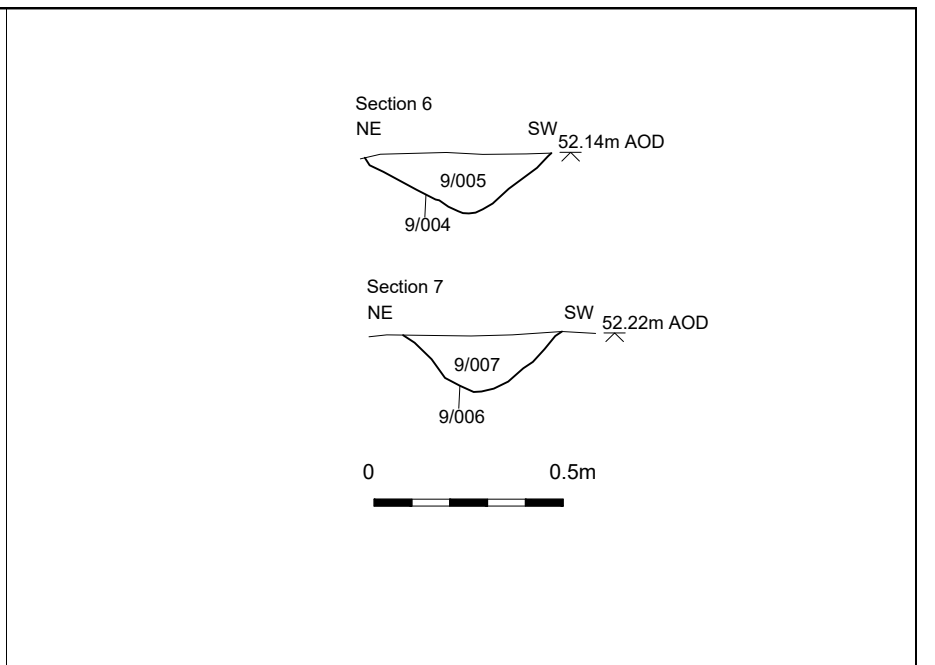 Section 6
NE SW
52.14m AOD
9/005
9/004
Section 7
NE SW
52.22m AOD
9/007
9/006
0 0.5m